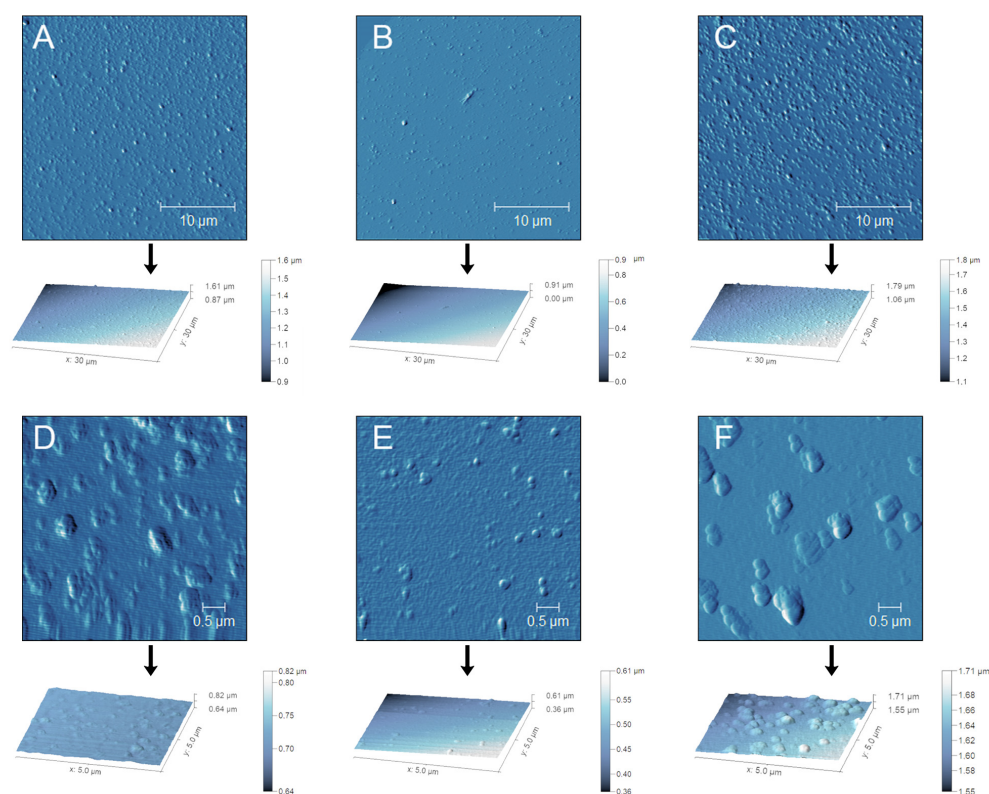 A
10 µm
B
10 µm
C
10 µm
1.6 µm
1.5
1.4
1.3
1.2
1.1
1.0
0.9
1.61 µm
0.87 µm
y: 30 µm
x: 30 µm
0.9 µm
0.8
0.6
0.4
0.2
0.0
0.91 µm
0.00 µm
y: 30 µm
x: 30 µm
1.8 µm
1.6
1.5
1.4
1.3
1.2
1.1
1.79 µm
1.06 µm
y: 30 µm
x: 30 µm
D
0.5 µm
E
0.5 µm
F
0.5 µm
0.82 µm
0.80
0.75
0.70
0.64
0.82 µm
0.64 µm
y: 5.0 µm
x: 5.0 µm
0.61 µm
0.55
0.50
0.45
0.40
0.36
0.61 µm
0.36 µm
y: 5.0 µm
x: 5.0 µm
1.71 µm
1.68
1.66
1.64
1.62
1.60
1.58
1.55
1.71 µm
1.55 µm
y: 5.0 µm
x: 5.0 µm